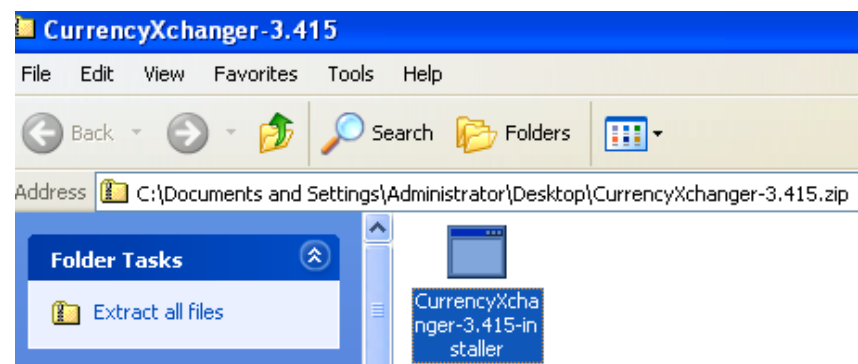 CurrencyXchanger-3.415
File Edit View Favorites Tools Help
Back Search Folders
Address C:\Documents and Settings\Administrator\Desktop\CurrencyXchanger-3.415.zip
Folder Tasks
Extract all files
CurrencyXcha
nger-3.415-in
staller